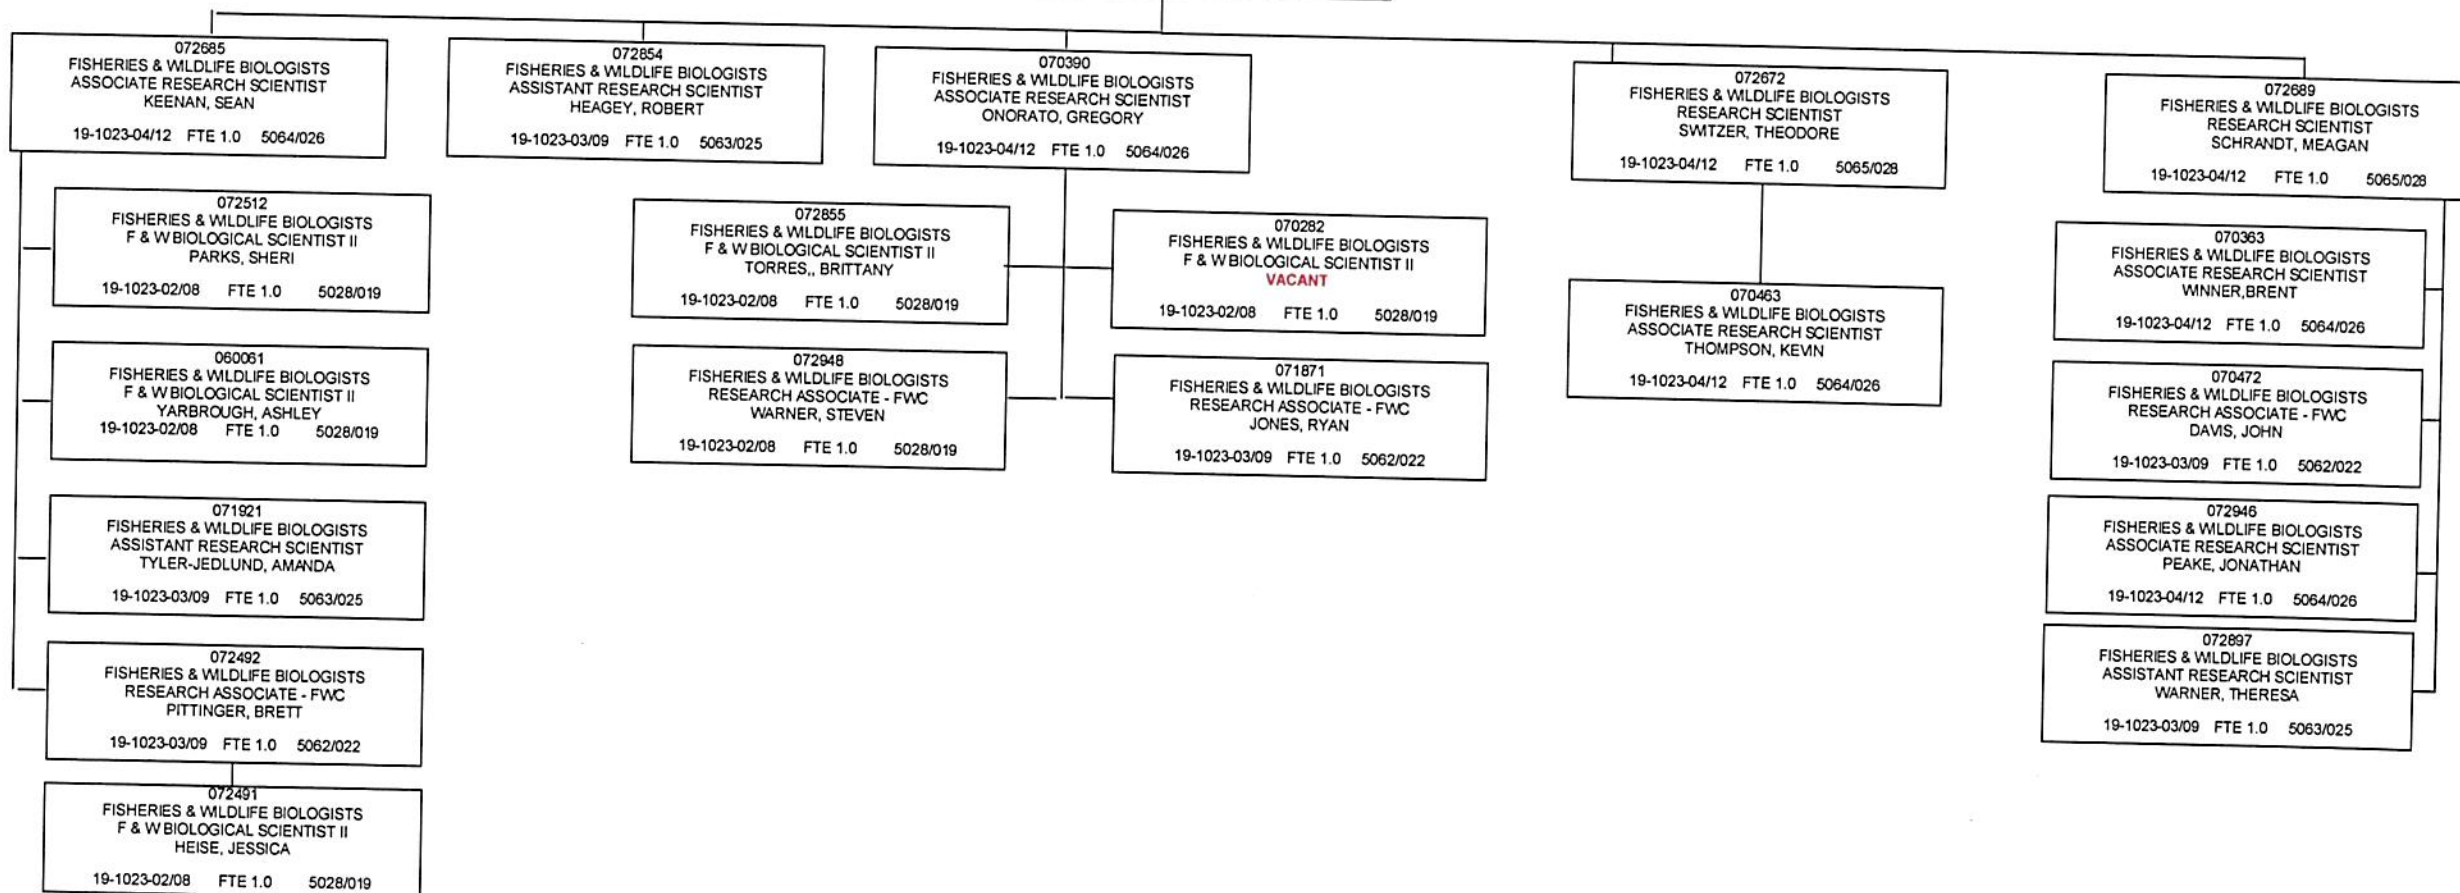 072685
FISHERIES & WILDLIFE BIOLOGISTS
ASSOCIATE RESEARCH SCIENTIST
KEENAN, SEAN
19-1023-04/12 FTE 1.0 5064/026
072854
FISHERIES & WILDLIFE BIOLOGISTS
ASSISTANT RESEARCH SCIENTIST
HEAGEY, ROBERT
19-1023-03/09 FTE 1.0 5063/025
070390
FISHERIES & WILDLIFE BIOLOGISTS
ASSOCIATE RESEARCH SCIENTIST
ONORATO, GREGORY
19-1023-04/12 FTE 1.0 5064/026
072672
FISHERIES & WILDLIFE BIOLOGISTS
RESEARCH SCIENTIST
SWITZER, THEODORE
19-1023-04/12 FTE 1.0 5065/028
072689
FISHERIES & WILDLIFE BIOLOGISTS
RESEARCH SCIENTIST
SCHRANDT, MEAGAN
19-1023-04/12 FTE 1.0 5065/028
072512
FISHERIES & WILDLIFE BIOLOGISTS
F & W BIOLOGICAL SCIENTIST II
PARKS, SHERI
19-1023-02/08 FTE 1.0 5028/019
060061
FISHERIES & WILDLIFE BIOLOGISTS
F & W BIOLOGICAL SCIENTIST II
YARBROUGH, ASHLEY
19-1023-02/08 FTE 1.0 5028/019
071921
FISHERIES & WILDLIFE BIOLOGISTS
ASSISTANT RESEARCH SCIENTIST
TYLER-JEDLUND, AMANDA
19-1023-03/09 FTE 1.0 5063/025
072492
FISHERIES & WILDLIFE BIOLOGISTS
RESEARCH ASSOCIATE - FWC
PITTINGER, BRETT
19-1023-03/09 FTE 1.0 5062/022
072491
FISHERIES & WILDLIFE BIOLOGISTS
F & W BIOLOGICAL SCIENTIST II
HEISE, JESSICA
19-1023-02/08 FTE 1.0 5028/019
072855
FISHERIES & WILDLIFE BIOLOGISTS
F & W BIOLOGICAL SCIENTIST II
TORRES,, BRITTANY
19-1023-02/08 FTE 1.0 5028/019
070282
FISHERIES & WILDLIFE BIOLOGISTS
F & W BIOLOGICAL SCIENTIST II
VACANT
19-1023-02/08 FTE 1.0 5028/019
072948
FISHERIES & WILDLIFE BIOLOGISTS
RESEARCH ASSOCIATE - FWC
WARNER, STEVEN
19-1023-02/08 FTE 1.0 5028/019
071871
FISHERIES & WILDLIFE BIOLOGISTS
RESEARCH ASSOCIATE - FWC
JONES, RYAN
19-1023-03/09 FTE 1.0 5062/022
070463
FISHERIES & WILDLIFE BIOLOGISTS
ASSOCIATE RESEARCH SCIENTIST
THOMPSON, KEVIN
19-1023-04/12 FTE 1.0 5064/026
070363
FISHERIES & WILDLIFE BIOLOGISTS
ASSOCIATE RESEARCH SCIENTIST
WINNER,BRENT
19-1023-04/12 FTE 1.0 5064/026
070472
FISHERIES & WILDLIFE BIOLOGISTS
RESEARCH ASSOCIATE - FWC
DAVIS, JOHN
19-1023-03/09 FTE 1.0 5062/022
072946
FISHERIES & WILDLIFE BIOLOGISTS
ASSOCIATE RESEARCH SCIENTIST
PEAKE, JONATHAN
19-1023-04/12 FTE 1.0 5064/026
072897
FISHERIES & WILDLIFE BIOLOGISTS
ASSISTANT RESEARCH SCIENTIST
WARNER, THERESA
19-1023-03/09 FTE 1.0 5063/025